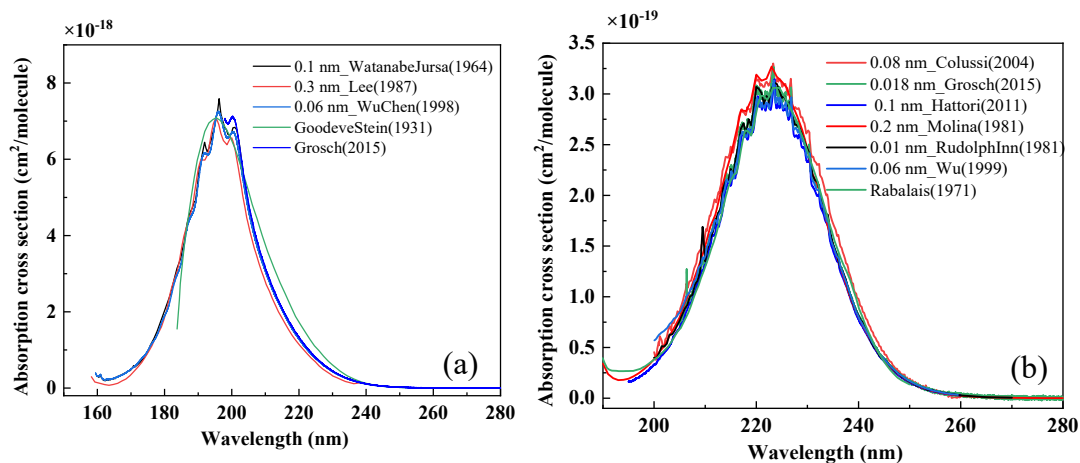 ×10⁻¹⁸
8
6
4
2
0
Absorption cross section (cm²/molecule)
160
180
200
220
240
260
280
Wavelength (nm)
0.1 nm_WatanabeJursa(1964)
0.3 nm_Lee(1987)
0.06 nm_WuChen(1998)
GoodeveStein(1931)
Grosch(2015)
(a)
×10⁻¹⁹
3.5
3.0
2.5
2.0
1.5
1.0
0.5
0.0
Absorption cross section (cm²/molecule)
200
220
240
260
280
Wavelength (nm)
0.08 nm_Colussi(2004)
0.018 nm_Grosch(2015)
0.1 nm_Hattori(2011)
0.2 nm_Molina(1981)
0.01 nm_RudolphInn(1981)
0.06 nm_Wu(1999)
Rabalais(1971)
(b)